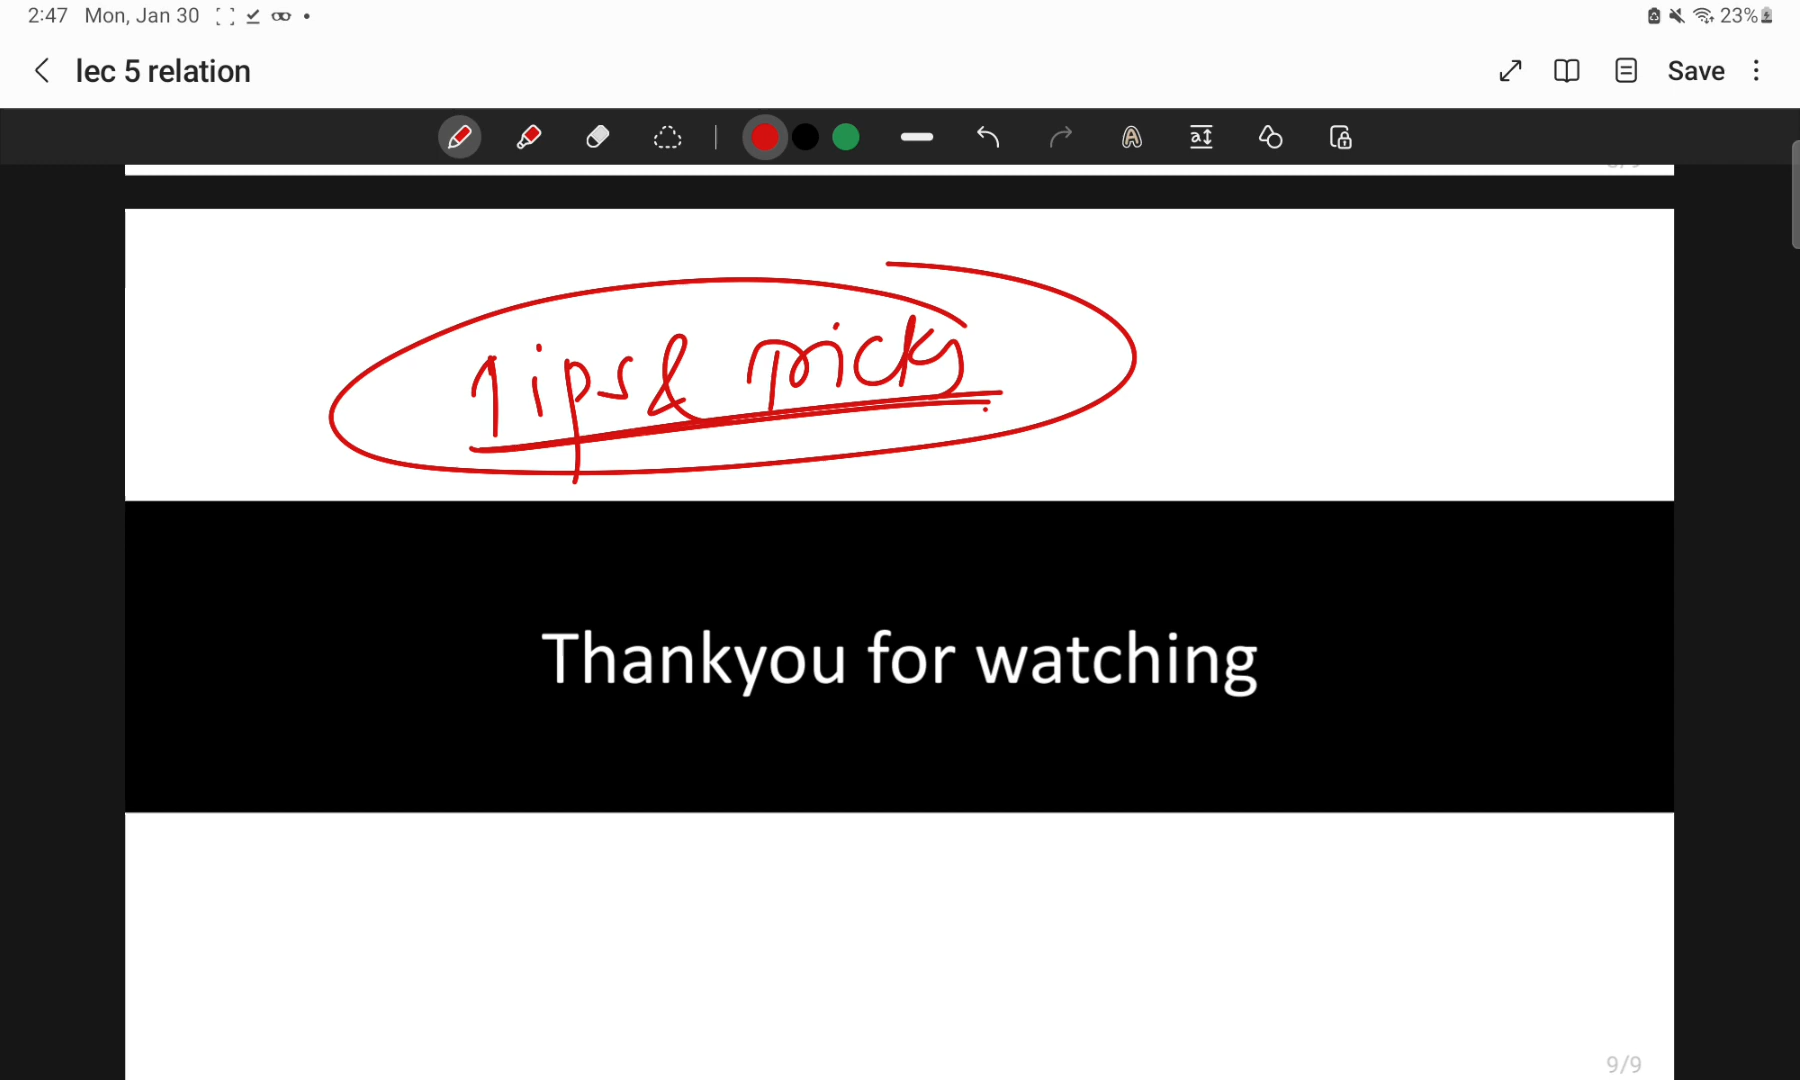 2:47 Mon, Jan 30
23%
lec 5 relation
Save
Tips & Tricks
Thankyou for watching
9/9